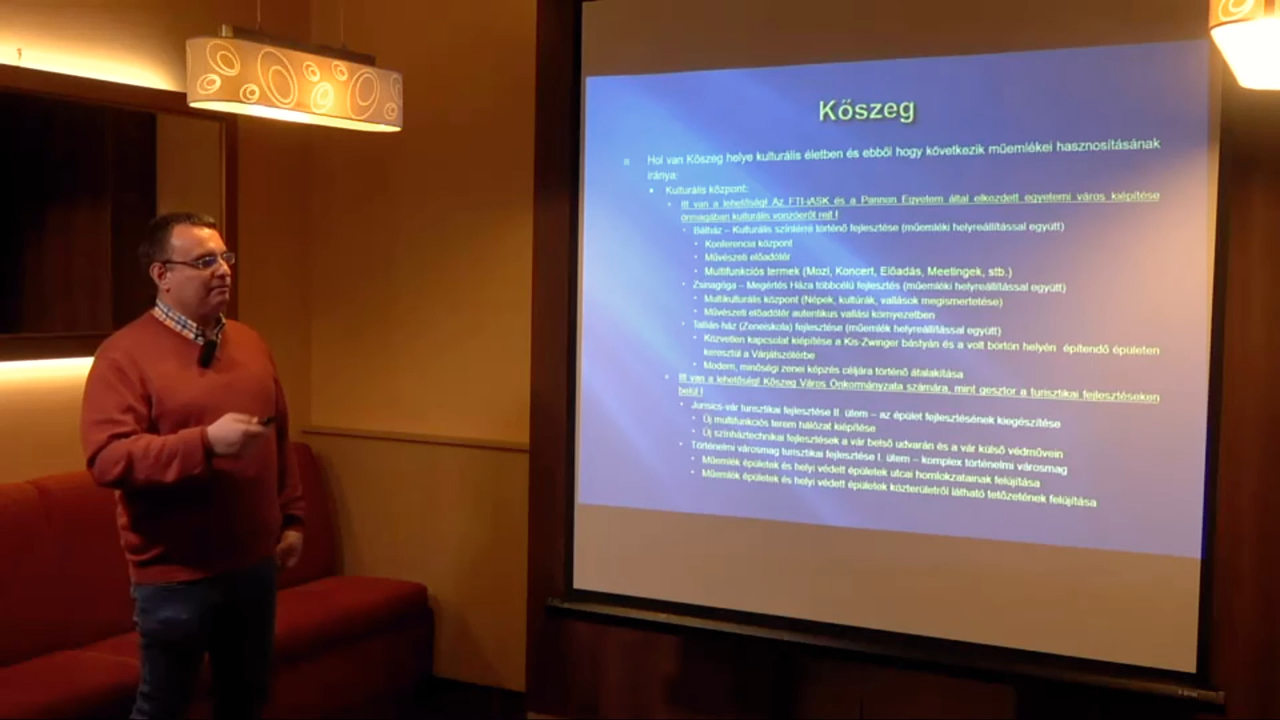 Kőszeg
Hol van Kőszeg helye kulturális életben és ebből hogy következik műemlékei hasznosításának
iránya:
Kulturális központ:
Itt van a lehetőség! Az FTI-IASK és a Pannon Egyetem által elkezdett egyetemi város kiépítése
önmagában kulturális vonzóerőt rejt !
Bálház – Kulturális színtérré történő fejlesztése (műemléki helyreállítással együtt)
Konferencia központ
Művészeti előadótér
Multifunkciós termek (Mozi, Koncert, Előadás, Meetingek, stb.)
Zsinagóga – Megértés Háza többcélú fejlesztés (műemléki helyreállítással együtt)
Multikulturális központ (Népek, kultúrák, vallások megismertetése)
Művészeti előadótér autentikus vallási környezetben
Tallián-ház (Zeneiskola) fejlesztése (műemlék helyreállítással együtt)
Közvetlen kapcsolat kiépítése a Kis-Zwinger bástyán és a volt börtön helyén építendő épületen
keresztül a Várjátszótérbe
Modern, minőségi zenei képzés céljára történő átalakítása
Itt van a lehetőség! Kőszeg Város Önkormányzata számára, mint gesztor a turisztikai fejlesztéseken
belül !
Jurisics-vár turisztikai fejlesztése II. ütem – az épület fejlesztésének kiegészítése
Új multifunkciós terem hálózat kiépítése
Új színháztechnikai fejlesztések a vár belső udvarán és a vár külső védművein
Történelmi városmag turisztikai fejlesztése I. ütem – komplex történelmi városmag
Műemlék épületek és helyi védett épületek utcai homlokzatainak felújítása
Műemlék épületek és helyi védett épületek közterületről látható tetőzetének felújítása